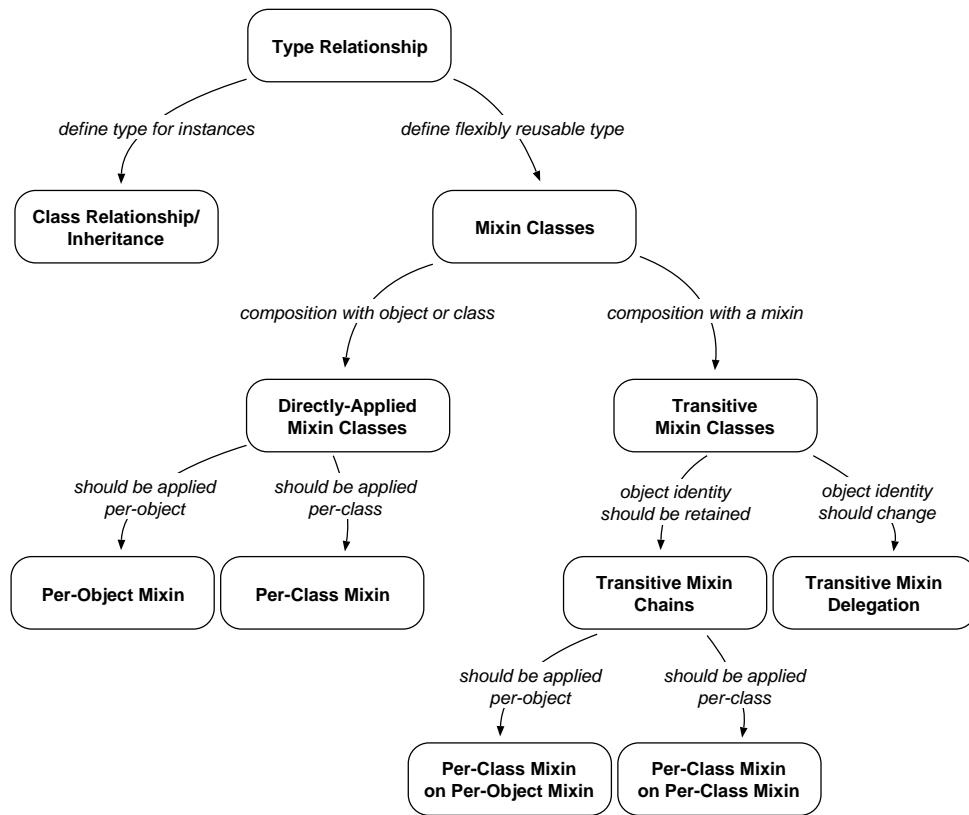 Type Relationship
define type for instances
define flexibly reusable type
Class Relationship/
Inheritance
Mixin Classes
composition with object or class
composition with a mixin
Directly-Applied
Mixin Classes
Transitive
Mixin Classes
should be applied
per-object
should be applied
per-class
object identity
should be retained
object identity
should change
Per-Object Mixin
Per-Class Mixin
Transitive Mixin
Chains
Transitive Mixin
Delegation
should be applied
per-object
should be applied
per-class
Per-Class Mixin
on Per-Object Mixin
Per-Class Mixin
on Per-Class Mixin